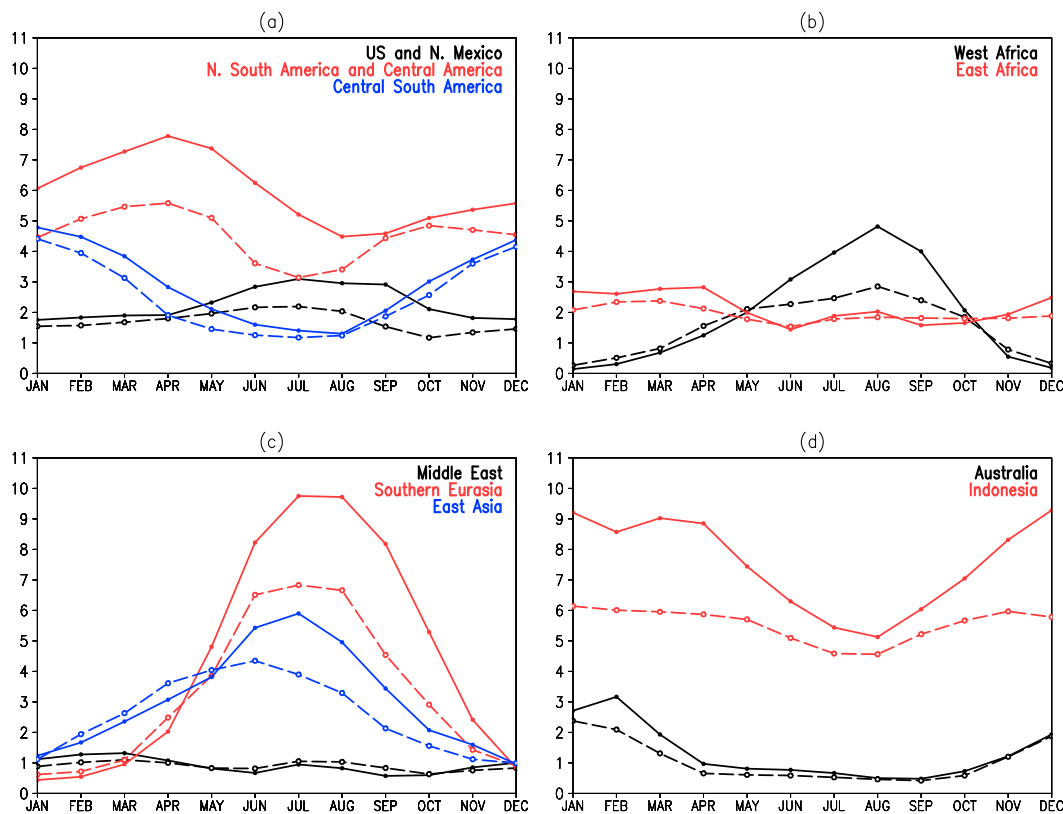 (a)
11
10
9
8
7
6
5
4
3
2
1
0
US and N. Mexico
N. South America and Central America
Central South America
JAN FEB MAR APR MAY JUN JUL AUG SEP OCT NOV DEC
(b)
11
10
9
8
7
6
5
4
3
2
1
0
West Africa
East Africa
JAN FEB MAR APR MAY JUN JUL AUG SEP OCT NOV DEC
(c)
11
10
9
8
7
6
5
4
3
2
1
0
Middle East
Southern Eurasia
East Asia
JAN FEB MAR APR MAY JUN JUL AUG SEP OCT NOV DEC
(d)
11
10
9
8
7
6
5
4
3
2
1
0
Australia
Indonesia
JAN FEB MAR APR MAY JUN JUL AUG SEP OCT NOV DEC